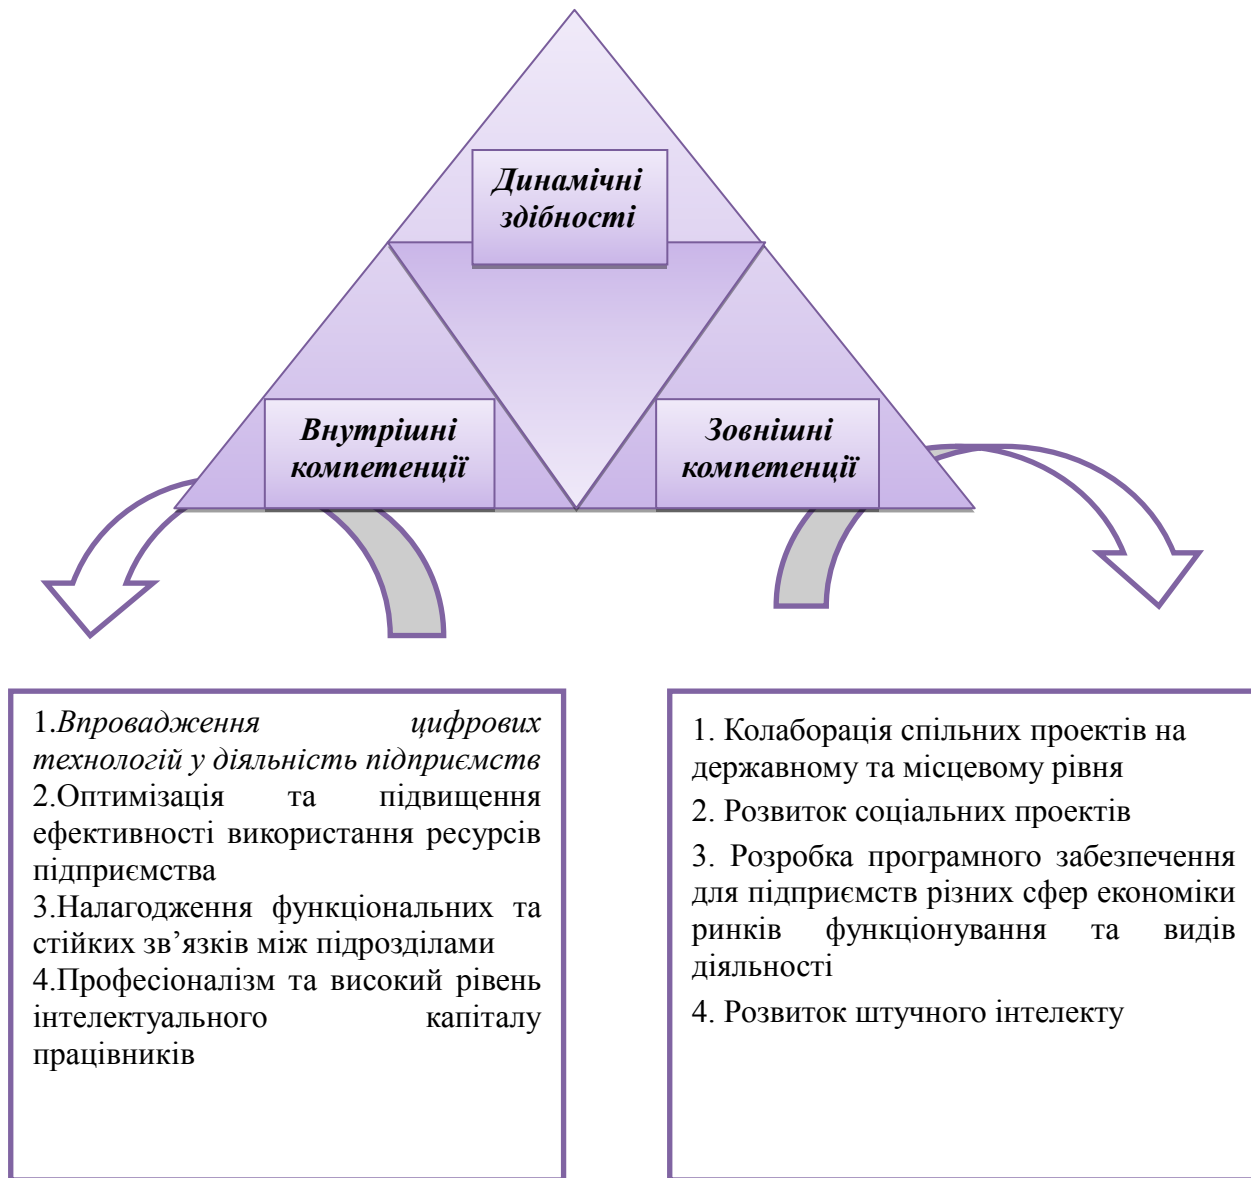 Динамічні
здібності
Внутрішні
компетенції
Зовнішні
компетенції
1.Впровадження цифрових
технологій у діяльність підприємств
2.Оптимізація та підвищення
ефективності використання ресурсів
підприємства
3.Налагодження функціональних та
стійких зв’язків між підрозділами
4.Професіоналізм та високий рівень
інтелектуального капіталу
працівників
1. Колаборація спільних проектів на
державному та місцевому рівня
2. Розвиток соціальних проектів
3. Розробка програмного забезпечення
для підприємств різних сфер економіки
ринків функціонування та видів
діяльності
4. Розвиток штучного інтелекту